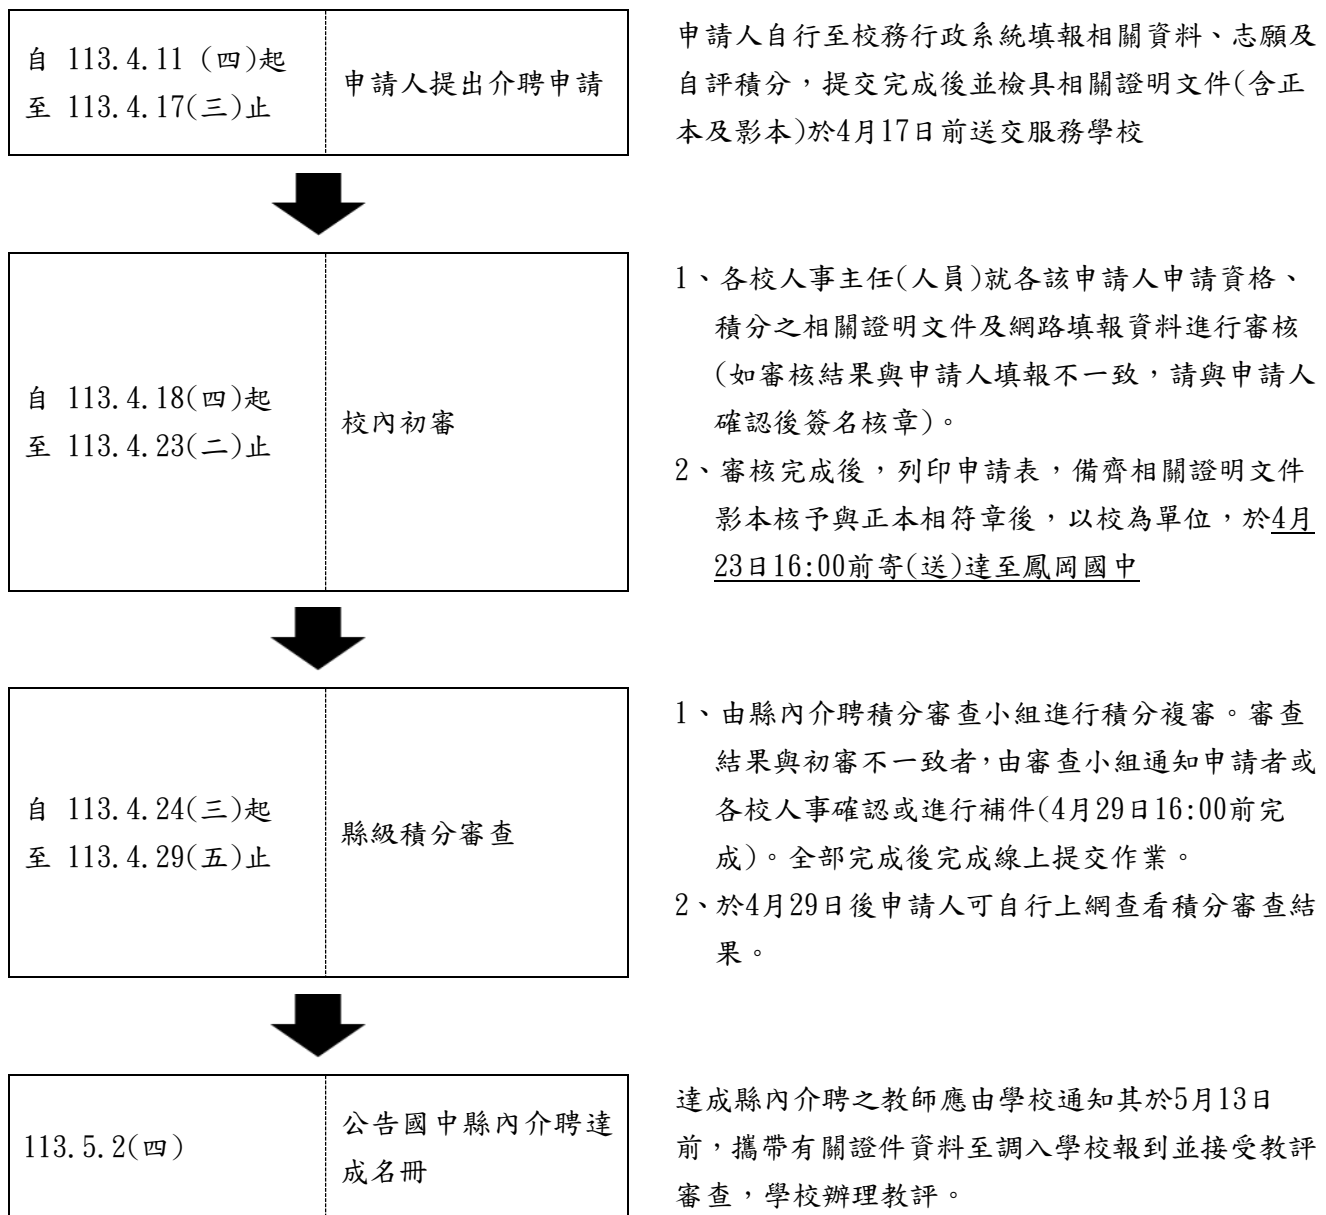 自 113.4.11 (四)起
至 113.4.17(三)止
申請人提出介聘申請
申請人自行至校務行政系統填報相關資料、志願及
自評積分，提交完成後並檢具相關證明文件(含正
本及影本)於4月17日前送交服務學校
自 113.4.18(四)起
至 113.4.23(二)止
校內初審
1、各校人事主任(人員)就各該申請人申請資格、
積分之相關證明文件及網路填報資料進行審核
(如審核結果與申請人填報不一致，請與申請人
確認後簽名核章)。
2、審核完成後，列印申請表，備齊相關證明文件
影本核予與正本相符章後，以校為單位，於4月
23日16:00前寄(送)達至鳳岡國中
自 113.4.24(三)起
至 113.4.29(五)止
縣級積分審查
1、由縣內介聘積分審查小組進行積分複審。審查
結果與初審不一致者，由審查小組通知申請者或
各校人事確認或進行補件(4月29日16:00前完
成)。全部完成後完成線上提交作業。
2、於4月29日後申請人可自行上網查看積分審查結
果。
113.5.2(四)
公告國中縣內介聘達
成名冊
達成縣內介聘之教師應由學校通知其於5月13日
前，攜帶有關證件資料至調入學校報到並接受教評
審查，學校辦理教評。